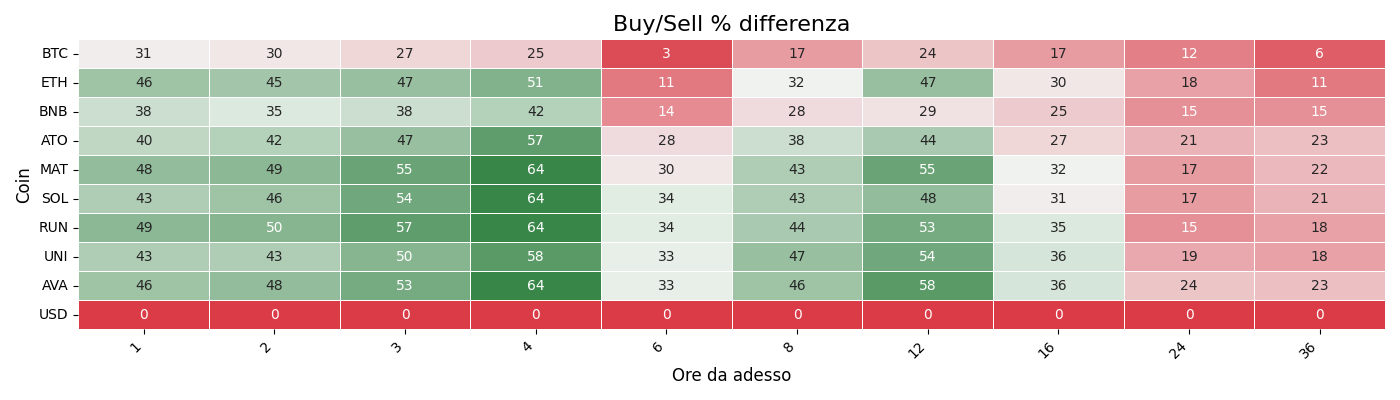 Buy/Sell % differenza
Coin
BTC 31 30 27 25 3 17 24 17 12 6
ETH 46 45 47 51 11 32 47 30 18 11
BNB 38 35 38 42 14 28 29 25 15 15
ATO 40 42 47 57 28 38 44 27 21 23
MAT 48 49 55 64 30 43 55 32 17 22
SOL 43 46 54 64 34 43 48 31 17 21
RUN 49 50 57 64 34 44 53 35 15 18
UNI 43 43 50 58 33 47 54 36 19 18
AVA 46 48 53 64 33 46 58 36 24 23
USD 0 0 0 0 0 0 0 0 0 0
1 2 3 4 6 8 12 16 24 36
Ore da adesso